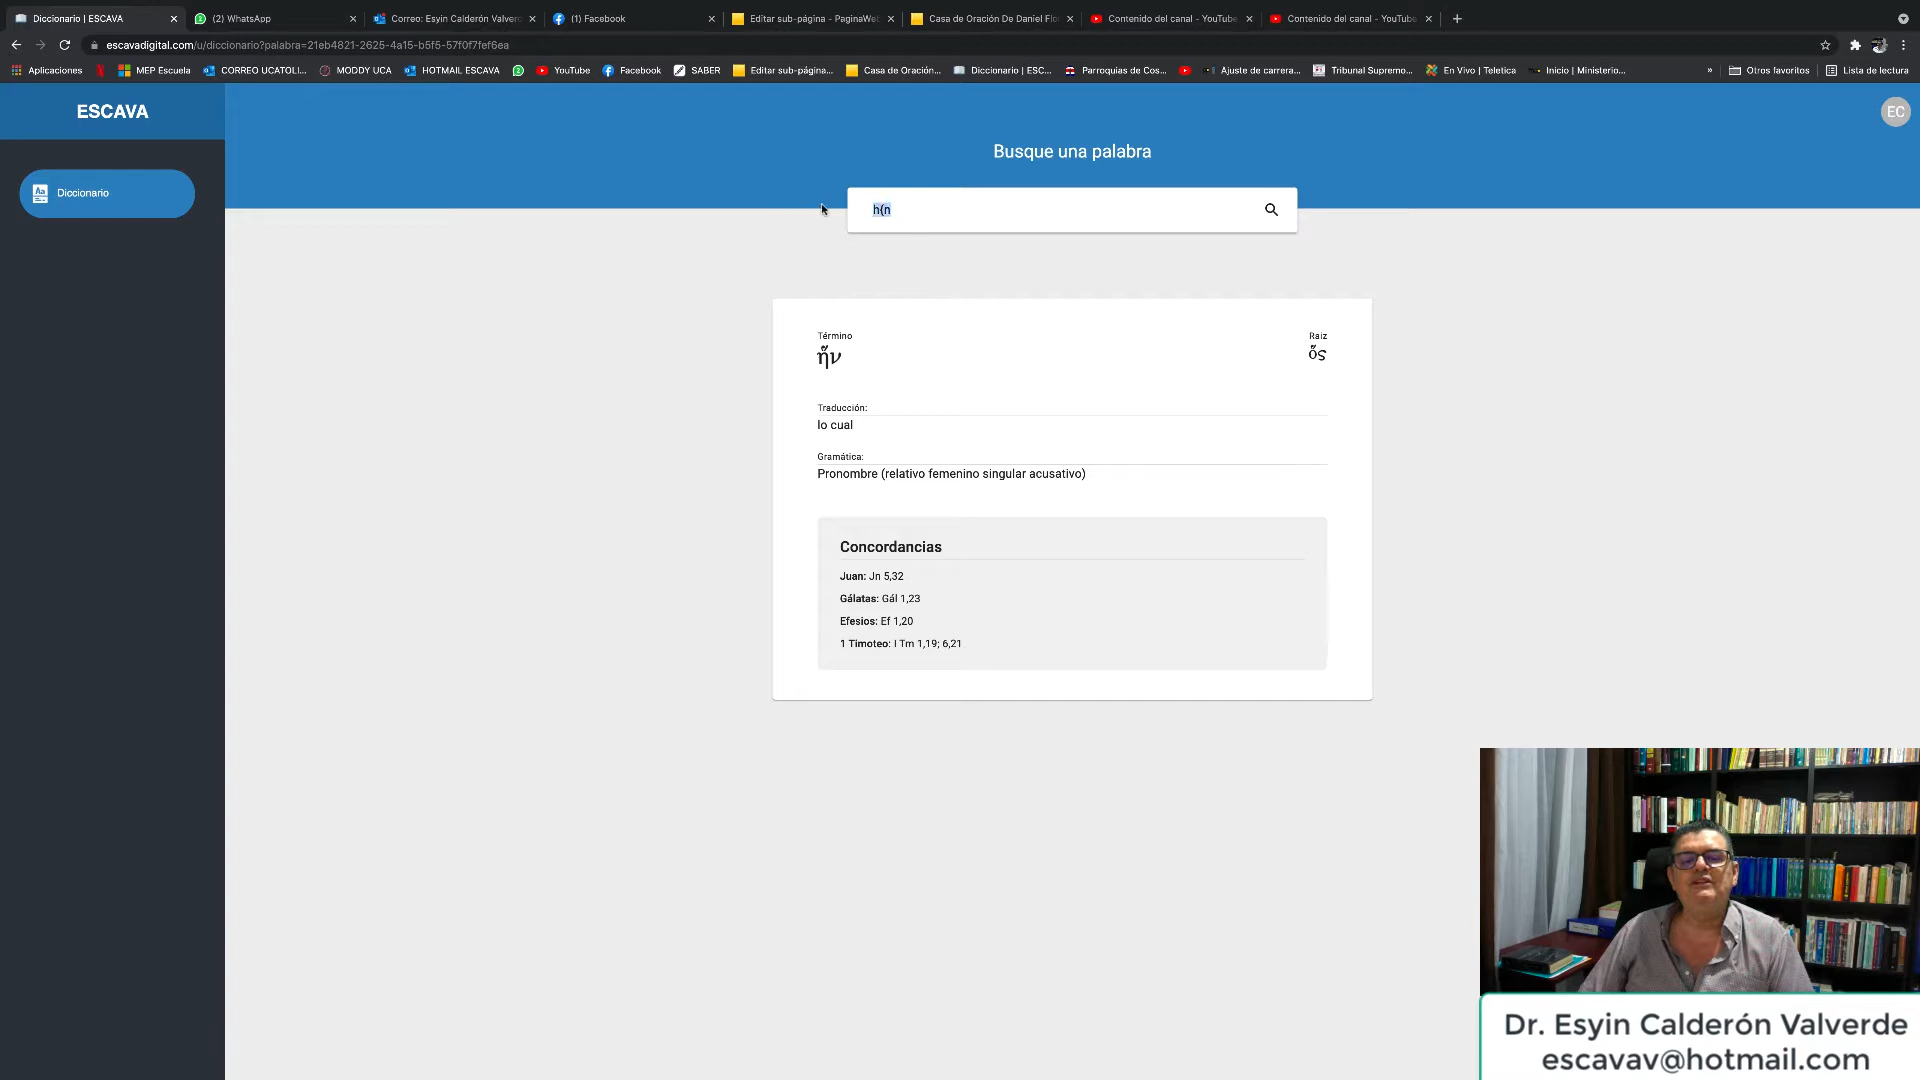 Diccionario | ESCAVA
(2) WhatsApp
Correo: Esyin Calderón Valverd
(1) Facebook
Editar sub-página - PaginaWeb
Casa de Oración De Daniel Flo
Contenido del canal - YouTube
Contenido del canal - YouTube
escavadigital.com/u/diccionario?palabra=21eb4821-2625-4a15-b5f5-57f0f7fef6ea
Aplicaciones
MEP Escuela
CORREO UCATOLI...
MODDY UCA
HOTMAIL ESCAVA
YouTube
Facebook
SABER
Editar sub-página...
Casa de Oración...
Diccionario | ESC...
Parroquias de Cos...
Ajuste de carrera...
Tribunal Supremo...
En Vivo | Teletica
Inicio | Ministerio...
»
Otros favoritos
Lista de lectura
ESCAVA
EC
Busque una palabra
Diccionario
h{n
Término
Raiz
ἥν
ὅς
Traducción:
lo cual
Gramática:
Pronombre (relativo femenino singular acusativo)
Concordancias
Juan: Jn 5,32
Gálatas: Gál 1,23
Efesios: Ef 1,20
1 Timoteo: I Tm 1,19; 6,21
Dr. Esyin Calderón Valverde
escavav@hotmail.com